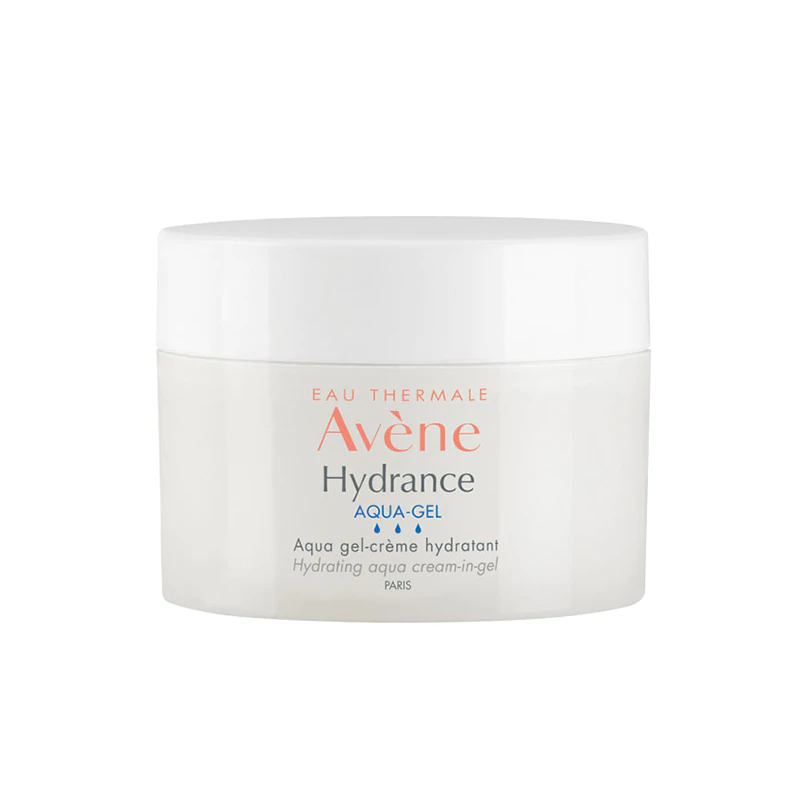 EAU THERMALE
Avène
Hydrance
AQUA-GEL
Aqua gel-crème hydratant
Hydrating aqua cream-in-gel
PARIS